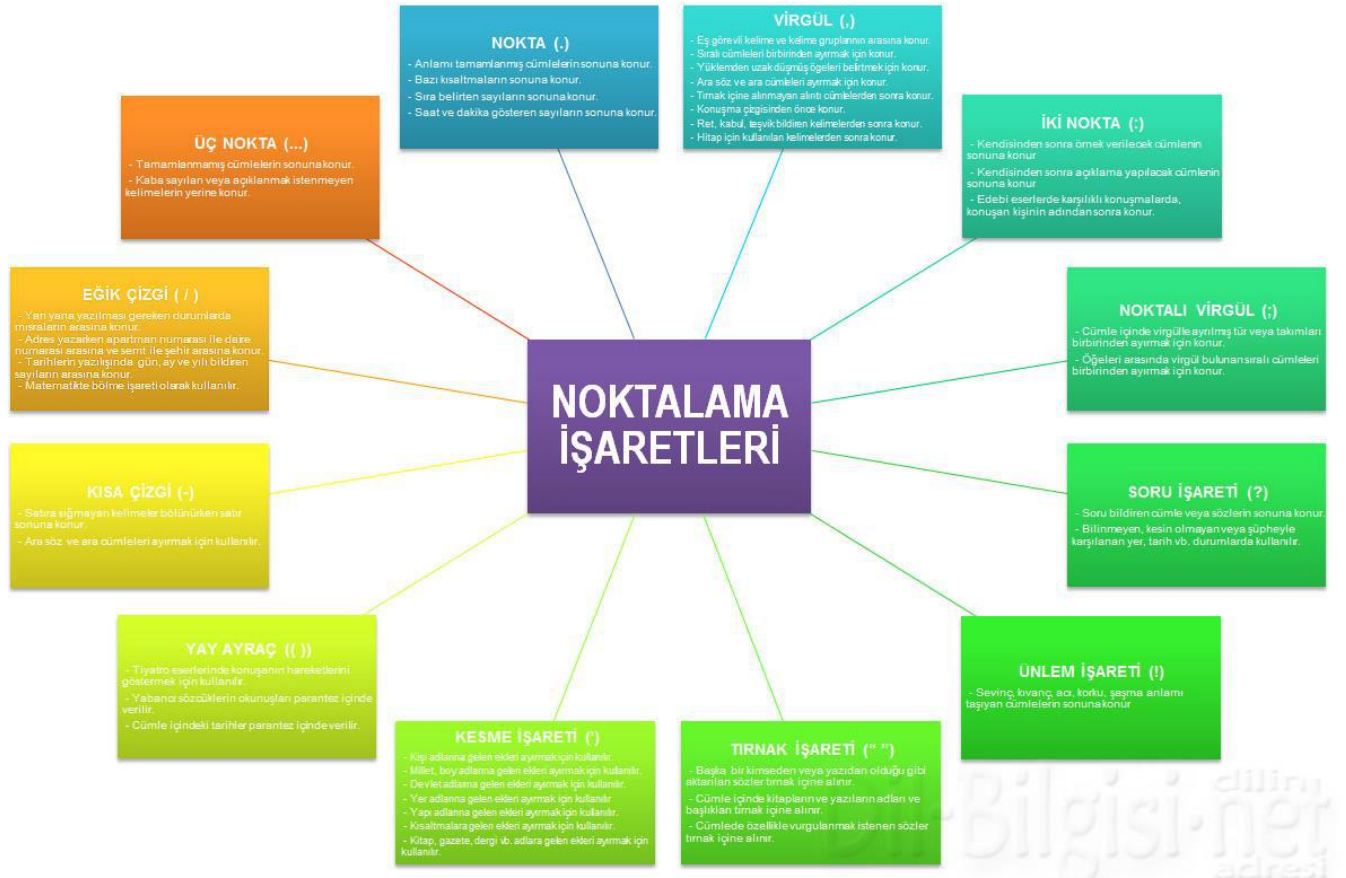 NOKTALAMA
İŞARETLERİ
NOKTA (.)
- Anlamı tamamlanmış cümlelerin sonuna konur.
- Bazı kısaltmaların sonuna konur.
- Sıra belirten sayıların sonuna konur.
- Saat ve dakika gösteren sayıların sonuna konur.
VİRGÜL (,)
- Eş görevli kelime ve kelime gruplarının arasına konur.
- Sıralı cümleleri birbirinden ayırmak için konur.
- Yüklemden uzak düşmüş ögeleri belirtmek için konur.
- Ara söz ve ara cümleleri ayırmak için konur.
- Tırnak içine alınmayan alıntı cümlelerden sonra konur.
- Konuşma çizgisinden önce konur.
- Ret, kabul, teşvik bildiren kelimelerden sonra konur.
- Hitap için kullanılan kelimelerden sonra konur.
İKİ NOKTA (:)
- Kendisinden sonra örnek verilecek cümlenin
sonuna konur
- Kendisinden sonra açıklama yapılacak cümlenin
sonuna konur
- Edebi eserlerde karşılıklı konuşmalarda,
konuşan kişinin adından sonra konur.
NOKTALI VİRGÜL (;)
- Cümle içinde virgülle ayrılmış tür veya takımları
birbirinden ayırmak için konur.
- Öğeleri arasında virgül bulunan sıralı cümleleri
birbirinden ayırmak için konur.
SORU İŞARETİ (?)
- Soru bildiren cümle veya sözlerin sonuna konur.
- Bilinmeyen, kesin olmayan veya şüpheyle
karşılanan yer, tarih vb. durumlarda kullanılır.
ÜNLEM İŞARETİ (!)
- Sevinç, kıvanç, acı, korku, şaşma anlamı
taşıyan cümlelerin sonuna konur
TIRNAK İŞARETİ (“ ”)
- Başka bir kimseden veya yazıdan olduğu gibi
aktarılan sözler tırnak içine alınır.
- Cümle içinde kitapların ve yazıların adları ve
başlıkları tırnak içine alınır.
- Cümlede özellikle vurgulanmak istenen sözler
tırnak içine alınır.
KESME İŞARETİ (')
- Kişi adlarına gelen ekleri ayırmak için kullanılır.
- Millet, boy adlarına gelen ekleri ayırmak için kullanılır.
- Devlet adlarına gelen ekleri ayırmak için kullanılır.
- Yer adlarına gelen ekleri ayırmak için kullanılır
- Yapı adlarına gelen ekleri ayırmak için kullanılır.
- Kısaltmalara gelen ekleri ayırmak için kullanılır.
- Kitap, gazete, dergi vb. adlara gelen ekleri ayırmak için
kullanılır.
YAY AYRAÇ (( ))
- Tiyatro eserlerinde konuşanın hareketlerini
göstermek için kullanılır.
- Yabancı sözcüklerin okunuşları parantez içinde
verilir.
- Cümle içindeki tarihler parantez içinde verilir.
KISA ÇİZGİ (-)
- Satıra sığmayan kelimeler bölünürken satır
sonuna konur.
- Ara söz ve ara cümleleri ayırmak için kullanılır.
EĞİK ÇİZGİ ( / )
- Yan yana yazılması gereken durumlarda
mısraların arasına konur.
- Adres yazarken apartman numarası ile daire
numarası arasına ve semt ile şehir arasına konur.
- Tarihlerin yazılışında gün, ay ve yılı bildiren
sayıların arasına konur.
- Matematikte bölme işareti olarak kullanılır.
ÜÇ NOKTA (...)
- Tamamlanmamış cümlelerin sonuna konur.
- Kaba sayılan veya açıklanmak istenmeyen
kelimelerin yerine konur.
dilin
Dil-Bilgisi·net
adresi